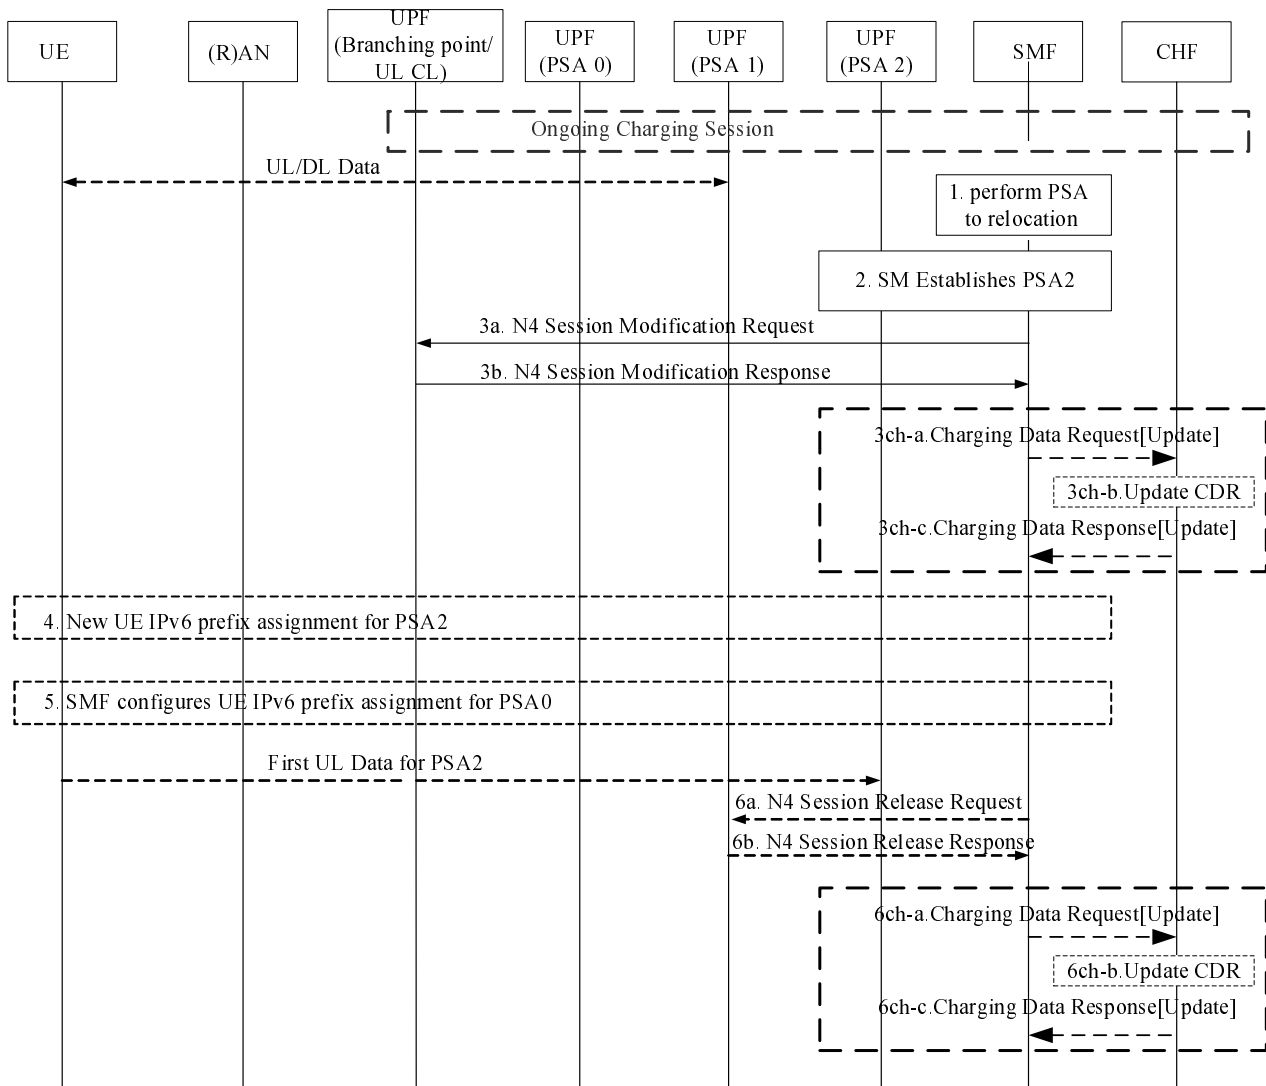 UE
(R)AN
UPF
(Branching point/
UL CL)
UPF
(PSA 0)
UPF
(PSA 1)
UPF
(PSA 2)
SMF
CHF
Ongoing Charging Session
UL/DL Data
1. perform PSA
to relocation
2. SM Establishes PSA2
3a. N4 Session Modification Request
3b. N4 Session Modification Response
3ch-a.Charging Data Request[Update]
3ch-b.Update CDR
3ch-c.Charging Data Response[Update]
4. New UE IPv6 prefix assignment for PSA2
5. SMF configures UE IPv6 prefix assignment for PSA0
First UL Data for PSA2
6a. N4 Session Release Request
6b. N4 Session Release Response
6ch-a.Charging Data Request[Update]
6ch-b.Update CDR
6ch-c.Charging Data Response[Update]